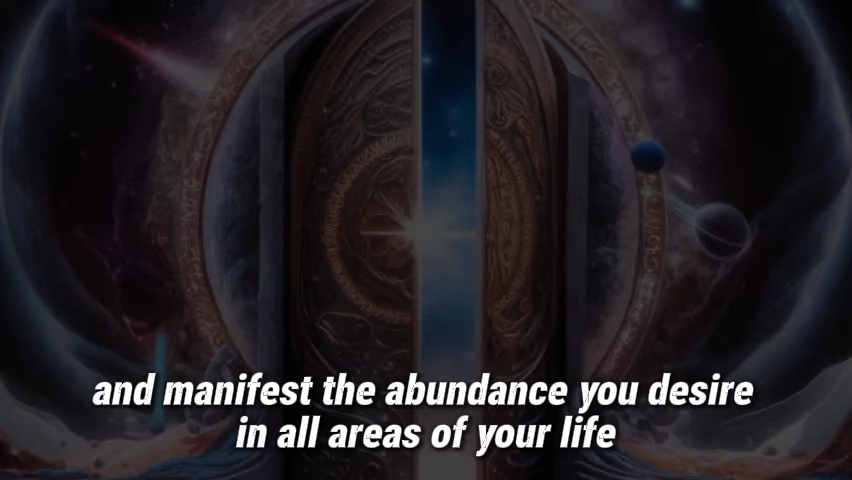 and manifest the abundance you desire
in all areas of your life